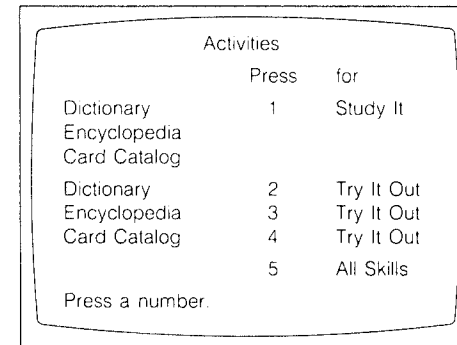 Activities
Press for
Dictionary 1 Study It
Encyclopedia
Card Catalog
Dictionary 2 Try It Out
Encyclopedia 3 Try It Out
Card Catalog 4 Try It Out
5 All Skills
Press a number.